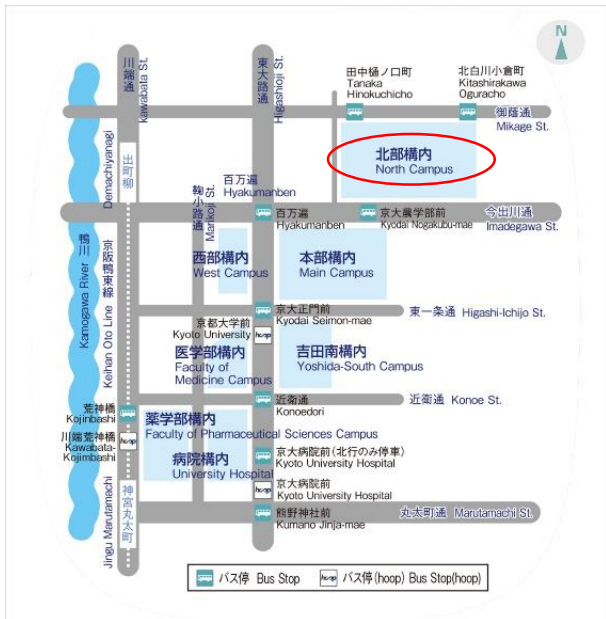 N
川端通
Kawabata St.
東大路通
Higashioji St.
田中樋ノ口町
Tanaka
Hinokuchicho
北白川小倉町
Kitashirakawa
Oguracho
御蔭通
Mikage St.
北部構内
North Campus
出町柳
Demachiyanagi
鞠小路通
Marikoji St.
百万遍
Hyakumanben
百万遍
Hyakumanben
京大農学部前
Kyodai Nogakubu-mae
今出川通
Imadegawa St.
鴨川
Kamogawa River
京阪鴨東線
Keihan Oto Line
西部構内
West Campus
本部構内
Main Campus
京大正門前
Kyodai Seimon-mae
東一条通 Higashi-Ichijo St.
京都大学前
Kyoto University
hoop
医学部構内
Faculty of
Medicine Campus
吉田南構内
Yoshida-South Campus
近衛通
Konoedori
近衛通 Konoe St.
荒神橋
Kojinbashi
川端荒神橋
Kawabata-
Kojimbashi
hoop
薬学部構内
Faculty of Pharmaceutical Sciences Campus
病院構内
University Hospital
京大病院前(北行のみ停車)
Kyoto University Hospital
京大病院前
Kyoto University Hospital
hoop
神宮丸太町
Jingu Marutamachi
熊野神社前
Kumano Jinja-mae
丸太町通 Marutamachi St.
バス停 Bus Stop
hoop バス停(hoop) Bus Stop(hoop)